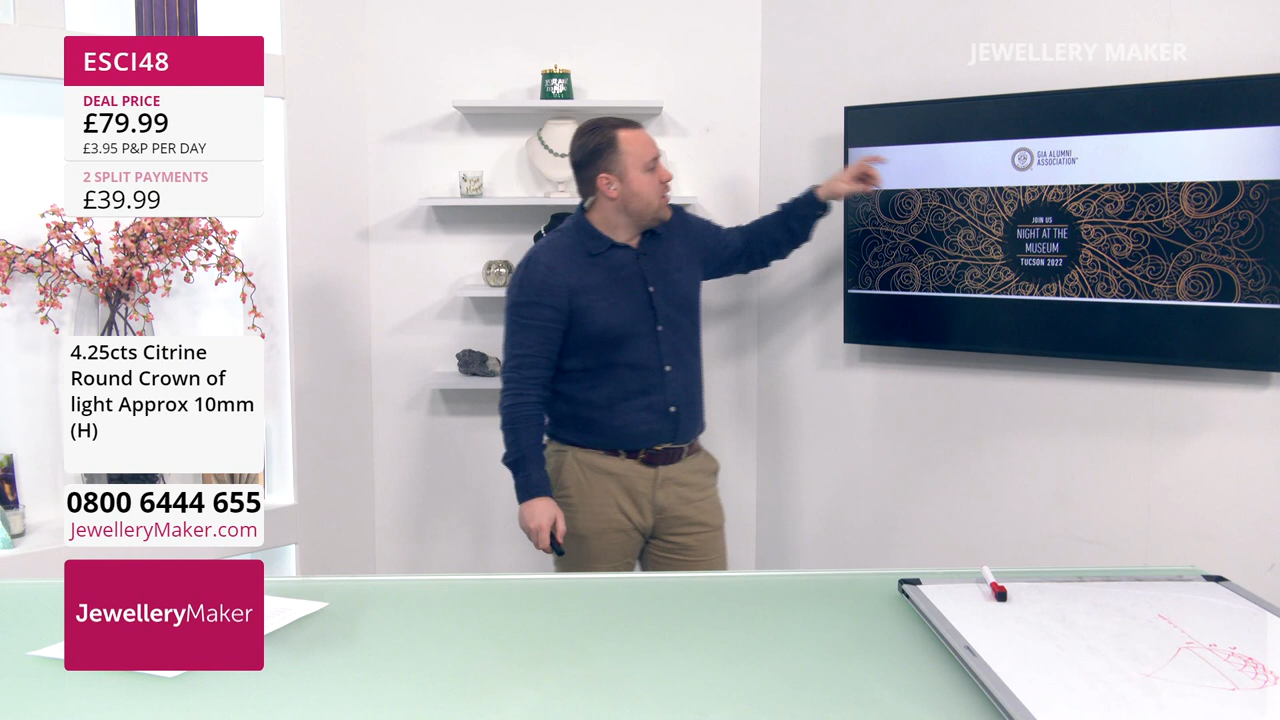 ESCI48
DEAL PRICE
£79.99
£3.95 P&P PER DAY
2 SPLIT PAYMENTS
£39.99
4.25cts Citrine
Round Crown of
light Approx 10mm
(H)
0800 6444 655
JewelleryMaker.com
JewelleryMaker
JEWELLERY MAKER
GIA ALUMNI
ASSOCIATION
JOIN US
NIGHT AT THE
MUSEUM
TUCSON 2022